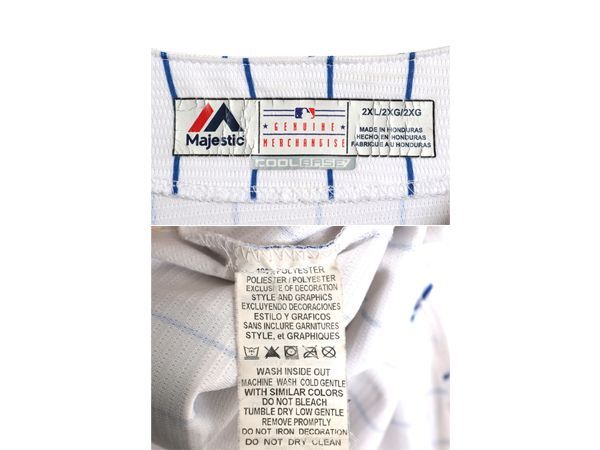 Majestic
GENUINE
MERCHANDISE
COOLBASE
2XL/2XG/2XG
MADE IN HONDURAS
HECHO EN HONDURAS
FABRIQUE AU HONDURAS
100% POLYESTER
POLIESTER / POLYESTER
EXCLUSIVE OF DECORATION
STYLE AND GRAPHICS
EXCLUYENDO DECORACIONES
ESTILO Y GRAFICOS
SANS INCLURE GARNITURES
STYLE, et GRAPHIQUES
WASH INSIDE OUT
MACHINE WASH COLD GENTLE
WITH SIMILAR COLORS
DO NOT BLEACH
TUMBLE DRY LOW GENTLE
REMOVE PROMPTLY
DO NOT IRON DECORATION
DO NOT DRY CLEAN